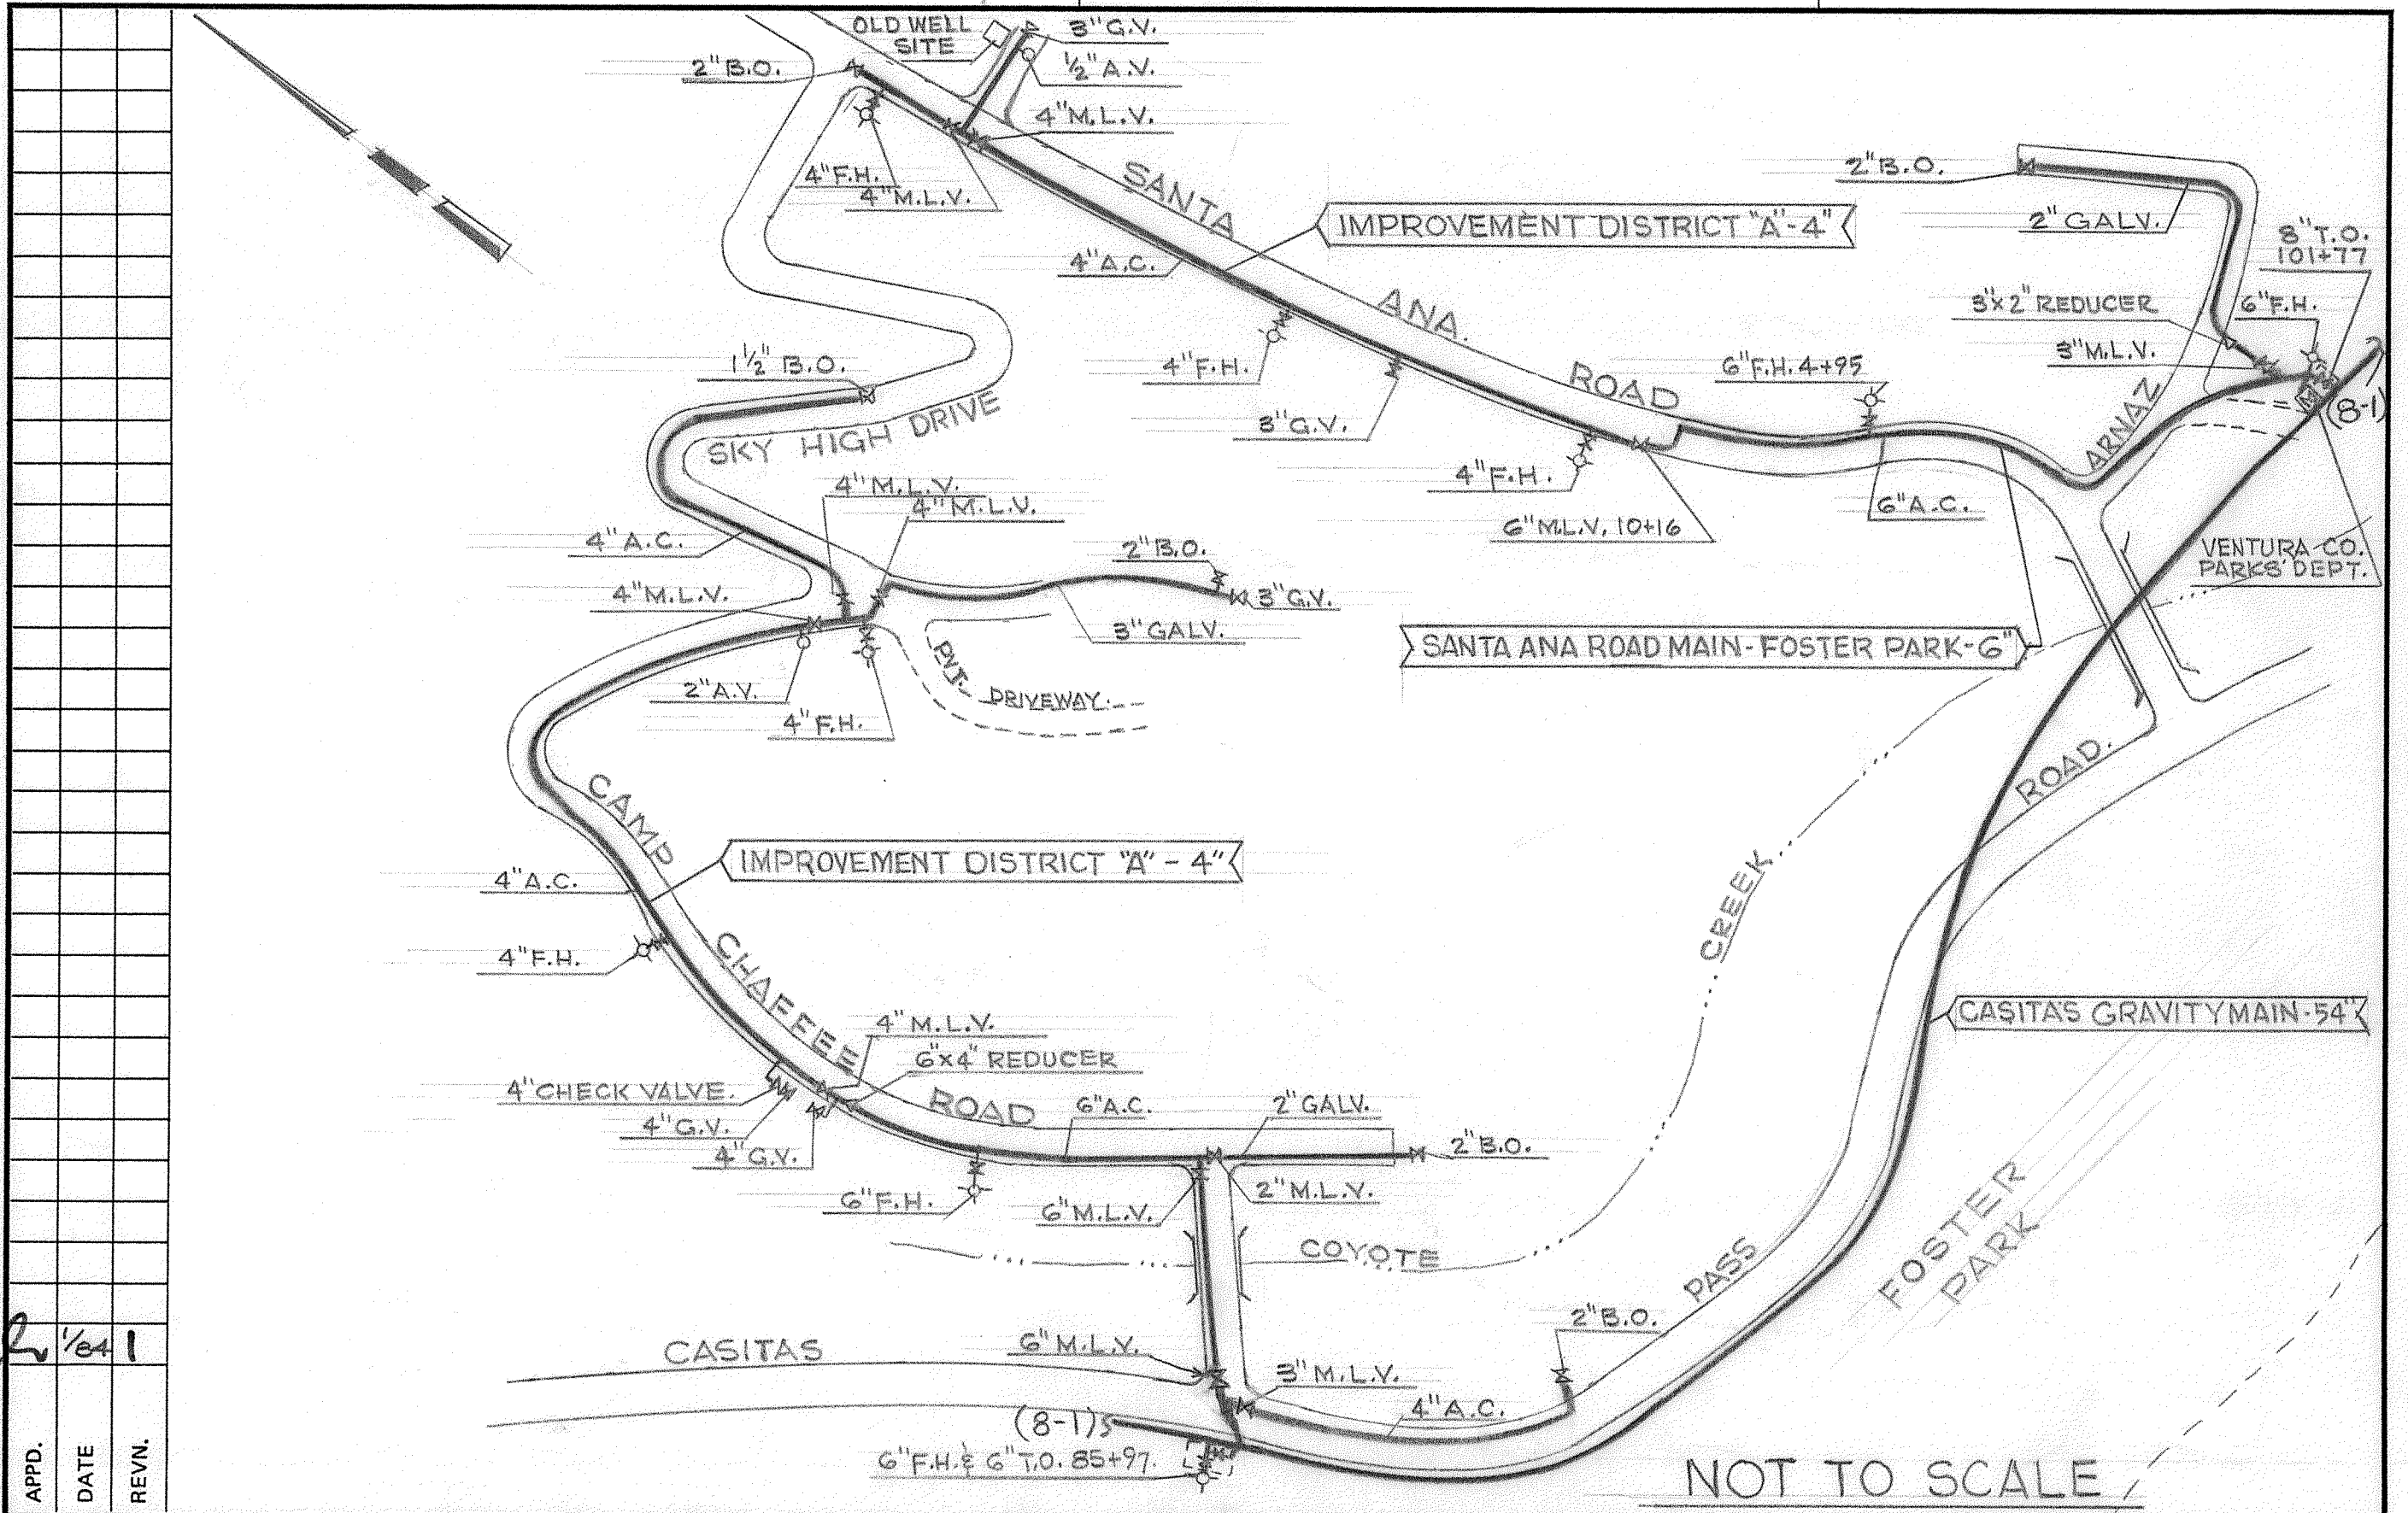 OLD WELL
SITE
3" G.V.
1/2" A.V.
2" B.O.
4" M.L.V.
4" F.H.
4" M.L.V.
SANTA
ANA.
ROAD
IMPROVEMENT DISTRICT "A"-4"
4" A.C.
2" B.O.
2" GALV.
8" T.O.
101+77
3"x2" REDUCER
6" F.H.
3" M.L.V.
(8-1)
ARNAZ
4" F.H.
3" G.V.
6" F.H. 4+95
4" F.H.
6" M.L.V. 10+16
6" A.C.
VENTURA CO.
PARKS DEPT.
1 1/2" B.O.
SKY HIGH DRIVE
4" M.L.V.
4" M.L.V.
4" A.C.
2" B.O.
4" M.L.V.
3" G.V.
3" GALV.
SANTA ANA ROAD MAIN-FOSTER PARK-6"
PVT.
DRIVEWAY.
2" A.V.
4" F.H.
CAMP
CHAFFEE
ROAD
IMPROVEMENT DISTRICT "A" - 4"
4" A.C.
4" F.H.
4" M.L.V.
6"x4" REDUCER
4" CHECK VALVE.
4" G.V.
4" G.V.
6" A.C.
2" GALV.
2" B.O.
6" F.H.
6" M.L.V.
2" M.L.V.
COYOTE
CREEK
CASITAS GRAVITY MAIN-54"
FOSTER
PARK
CASITAS
PASS
ROAD.
6" M.L.V.
3" M.L.V.
2" B.O.
4" A.C.
(8-1)
6" F.H. & 6" T.O. 85+97.
NOT TO SCALE
1/84 1
APPD.
DATE
REVN.